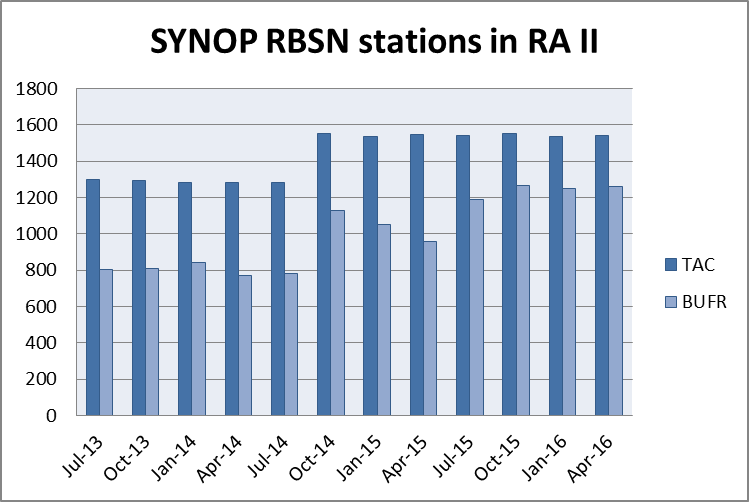 SYNOP RBSN stations in RA II
1800
1600
1400
1200
1000
800
600
400
200
0
TAC
BUFR
Jul-13
Oct-13
Jan-14
Apr-14
Jul-14
Oct-14
Jan-15
Apr-15
Jul-15
Oct-15
Jan-16
Apr-16